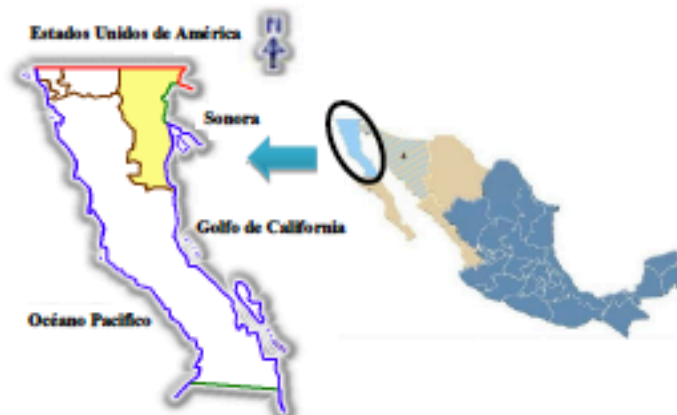 Estados Unidos de América
N
Sonora
Golfo de California
Océano Pacífico